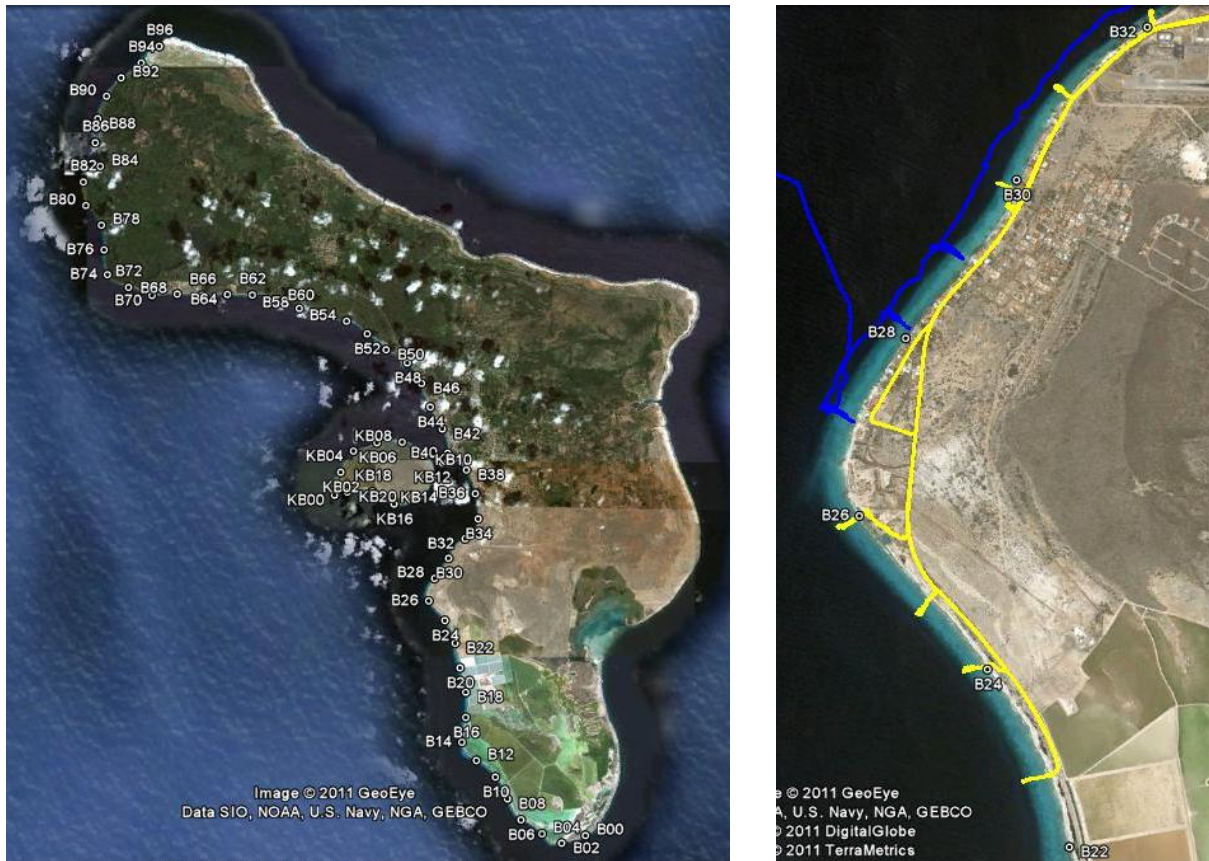 B96
B94
B92
B90
B88
B86
B84
B82
B80
B78
B76
B74
B72
B70
B68
B66
B64
B62
B60
B58
B54
B52
B50
B48
B46
B44
B42
B40
KB08
KB04
KB06
KB10
KB18
KB12
B38
KB02
KB00
KB20
KB14
B36
KB16
B34
B32
B30
B28
B26
B24
B22
B20
B18
B16
B14
B12
B10
B08
B06
B04
B00
B02
Image © 2011 GeoEye
Data SIO, NOAA, U.S. Navy, NGA, GEBCO
B32
B30
B28
B26
B24
B22
e © 2011 GeoEye
A, U.S. Navy, NGA, GEBCO
© 2011 DigitalGlobe
© 2011 TerraMetrics